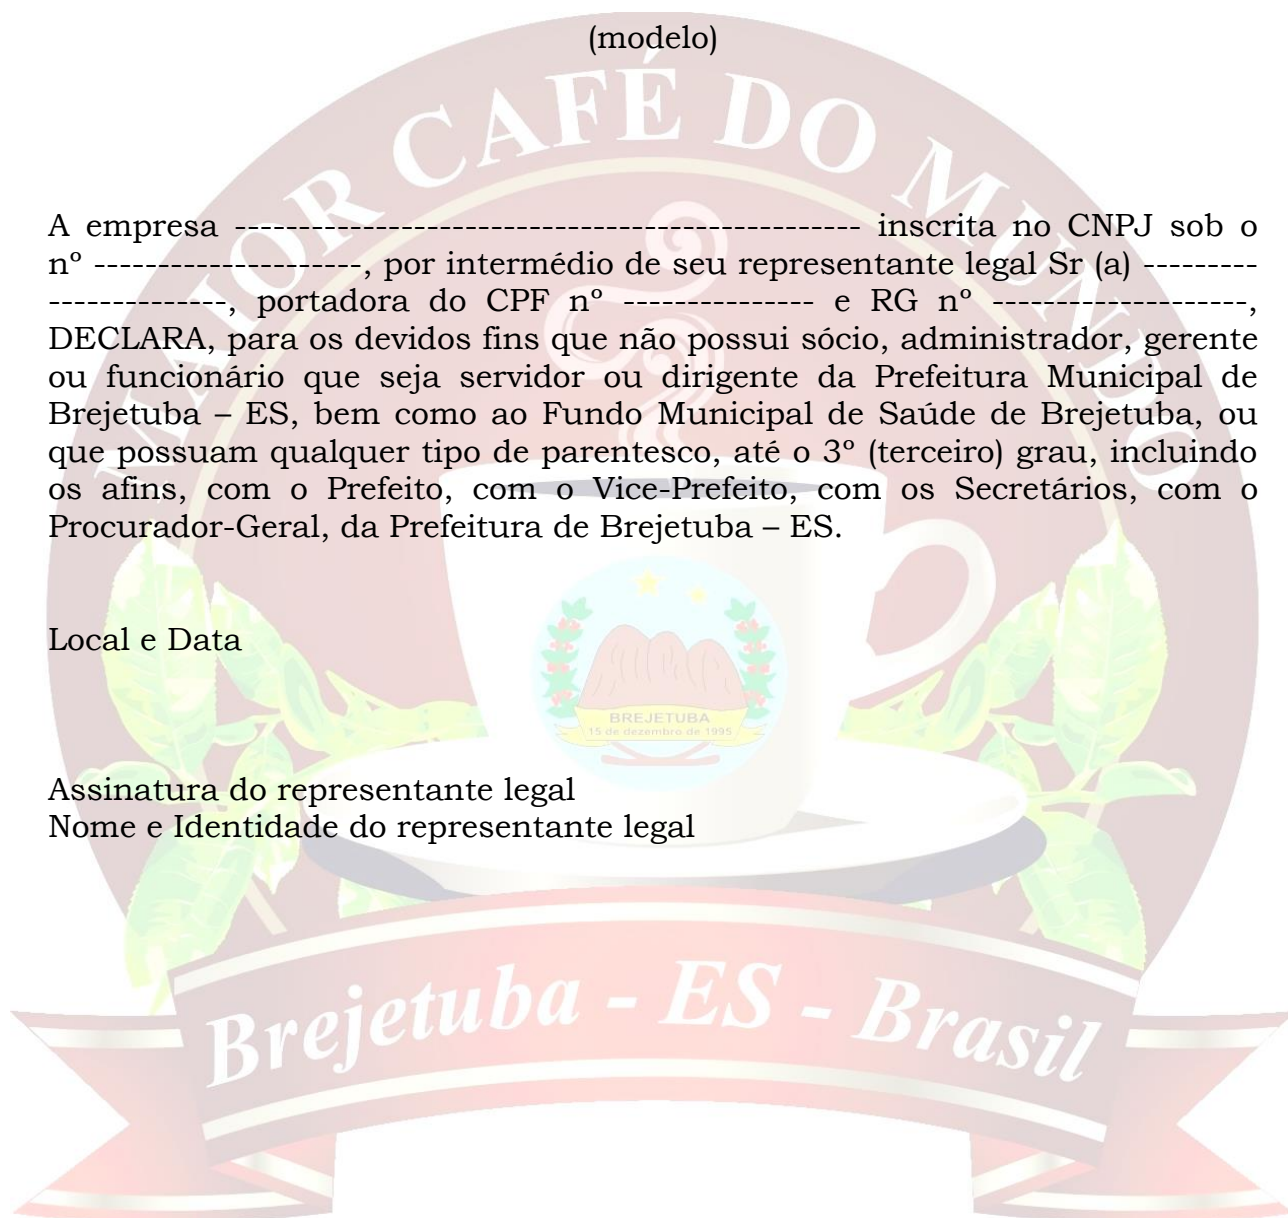 (modelo)
MAIOR CAFÉ DO MUNDO
A empresa ------------------------------------------------- inscrita no CNPJ sob o
nº ---------------------, por intermédio de seu representante legal Sr (a) ---------
--------------, portadora do CPF nº --------------- e RG nº --------------------,
DECLARA, para os devidos fins que não possui sócio, administrador, gerente
ou funcionário que seja servidor ou dirigente da Prefeitura Municipal de
Brejetuba – ES, bem como ao Fundo Municipal de Saúde de Brejetuba, ou
que possuam qualquer tipo de parentesco, até o 3º (terceiro) grau, incluindo
os afins, com o Prefeito, com o Vice-Prefeito, com os Secretários, com o
Procurador-Geral, da Prefeitura de Brejetuba – ES.
Local e Data
BREJETUBA
15 de dezembro de 1995
Assinatura do representante legal
Nome e Identidade do representante legal
Brejetuba - ES - Brasil